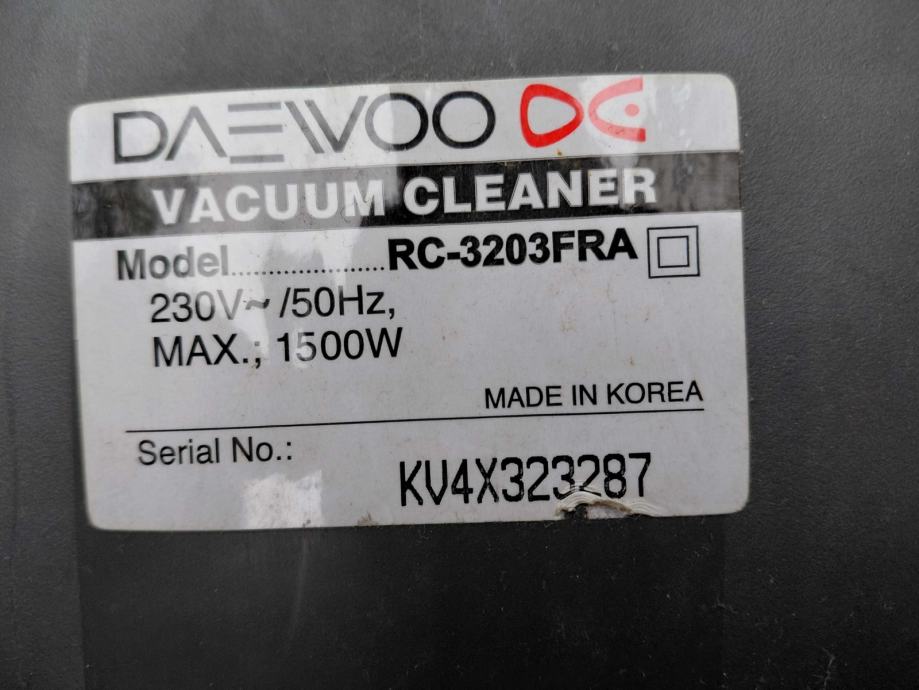 DAEWOO
VACUUM CLEANER
Model.....................RC-3203FRA
230V~ /50Hz,
MAX.; 1500W
MADE IN KOREA
Serial No.:
KV4X323287